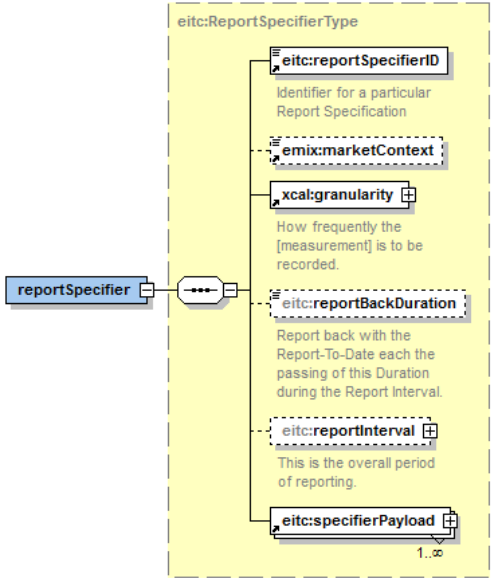 eitc:ReportSpecifierType
eitc:reportSpecifierID
Identifier for a particular
Report Specification
emix:marketContext
xcal:granularity
How frequently the
[measurement] is to be
recorded.
reportSpecifier
eitc:reportBackDuration
Report back with the
Report-To-Date each the
passing of this Duration
during the Report Interval.
eitc:reportInterval
This is the overall period
of reporting.
eitc:specifierPayload
1..∞